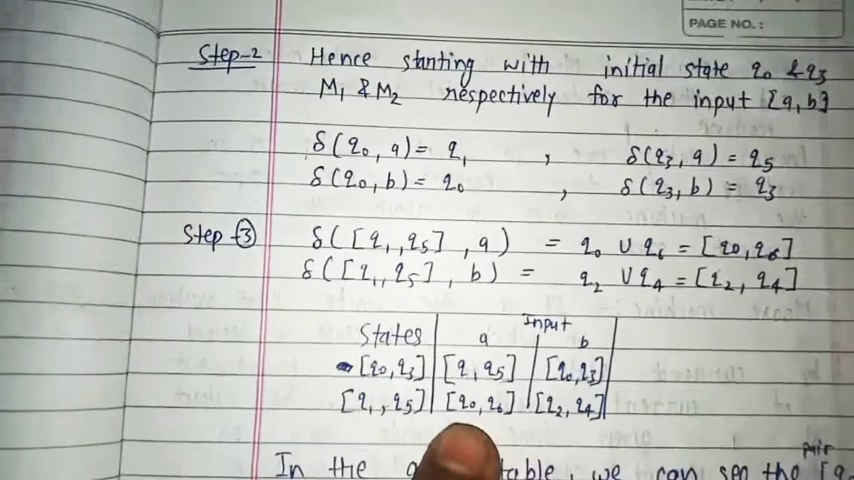 PAGE NO.:
Step-2 Hence stanting with initial state q0 & q3
M1 & M2 respectively for the input [a,b]
δ(q0, a) = q1 , δ(q3, a) = q5
δ(q0, b) = q0 , δ(q3, b) = q3
Step-3 δ([q1, q5], a) = q0 ∪ q6 = [q0, q6]
δ([q1, q5], b) = q2 ∪ q4 = [q2, q4]
Input
States a b
[q0,q3] [q, q5] [q0,q3]
[q1, q5] [q0, q6] [q2, q4]
pair
In the table, we can see the